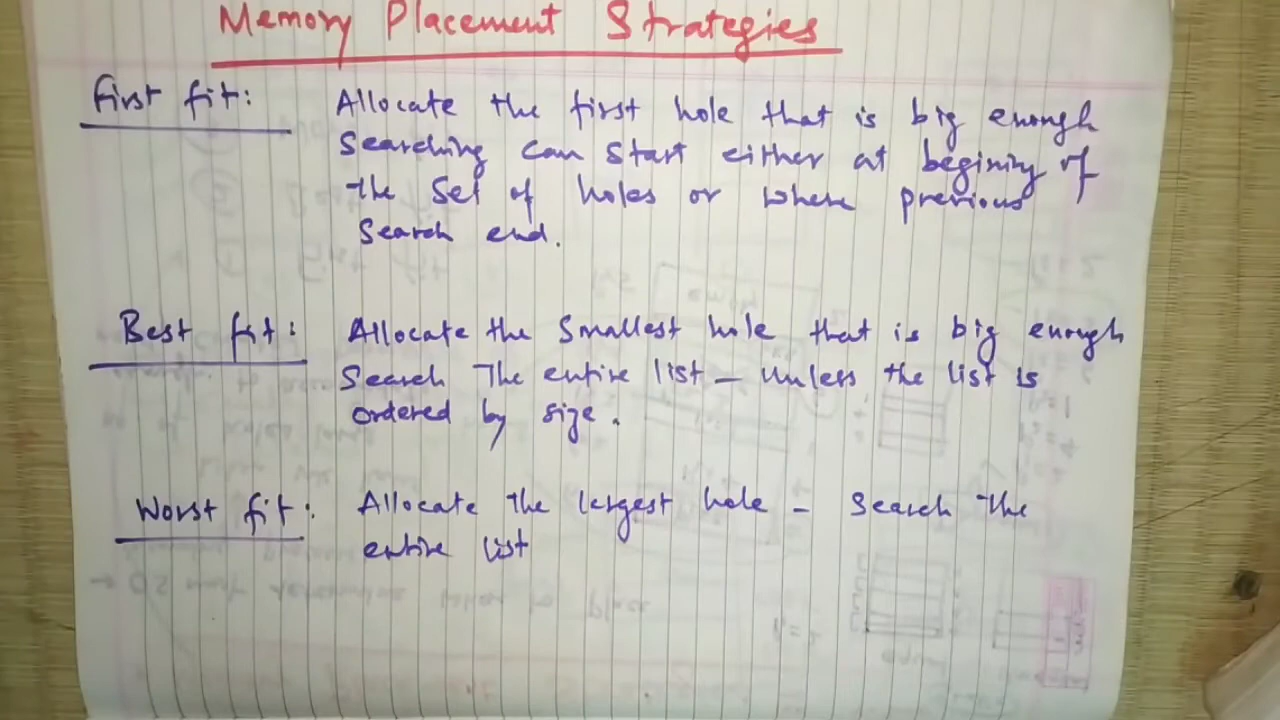 Memory Placement Strategies
First fit: Allocate the first hole that is big enough
Searching can start either at begining of
the set of holes or where previous
search end.
Best fit: Allocate the smallest hole that is big enough
Search The entire list – unless the list is
ordered by size.
Worst fit: Allocate The largest hole – Search The
entire list